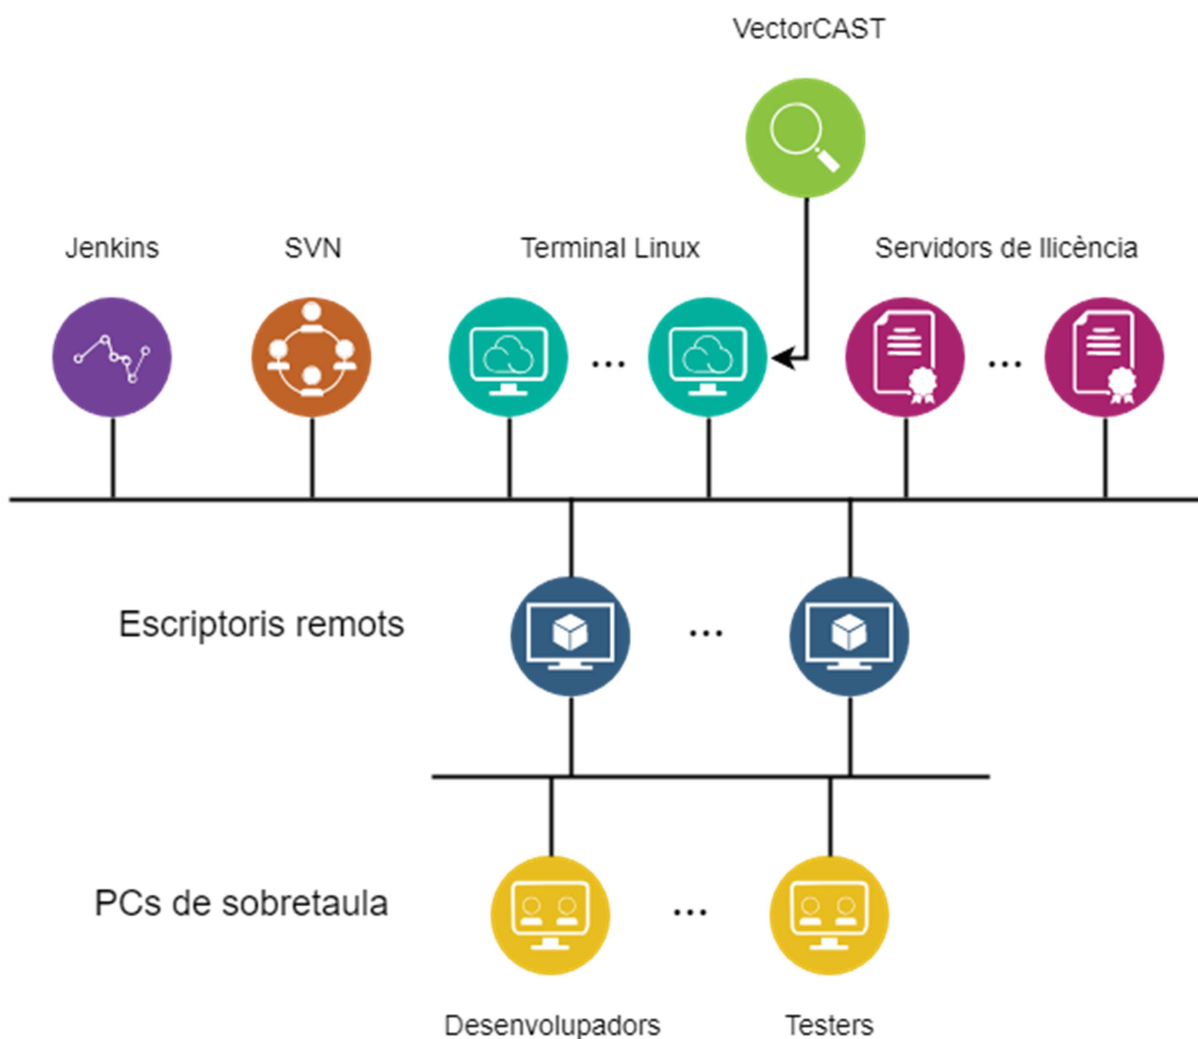 VectorCAST
Jenkins
SVN
Terminal Linux
Servidors de llicència
...
...
Escriptoris remots
...
PCs de sobretaula
...
Desenvolupadors
Testers